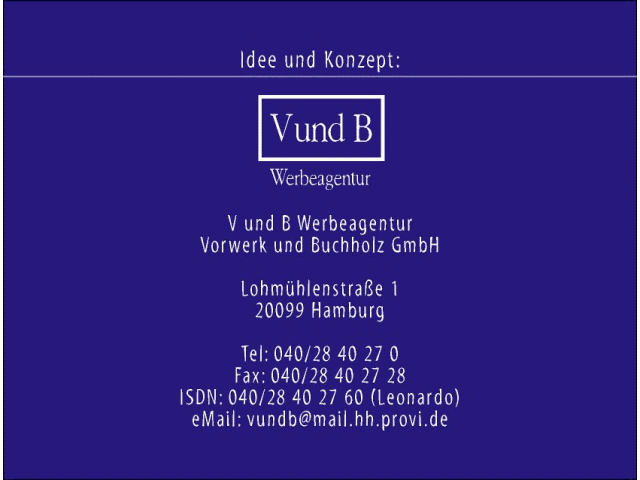 Idee und Konzept:
V und B
Werbeagentur
V und B Werbeagentur
Vorwerk und Buchholz GmbH
Lohmühlenstraße 1
20099 Hamburg
Tel: 040/28 40 27 0
Fax: 040/28 40 27 28
ISDN: 040/28 40 27 60 (Leonardo)
eMail: vundb@mail.hh.provi.de